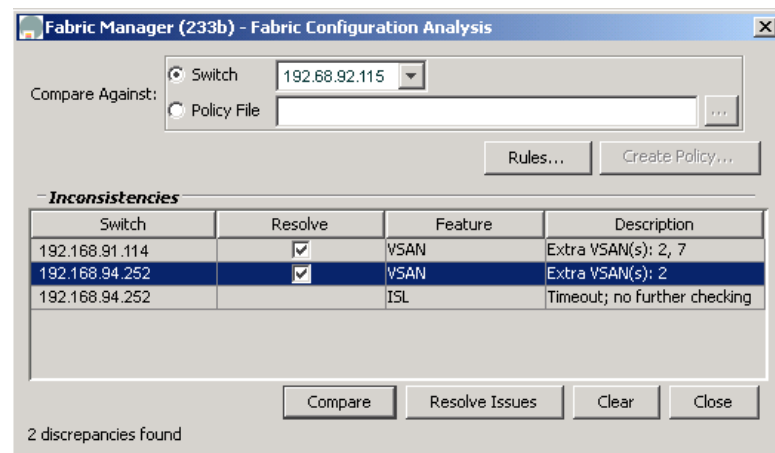 Fabric Manager (233b) - Fabric Configuration Analysis
Compare Against:
Switch 192.68.92.115
Policy File ...
Rules... Create Policy...
Inconsistencies
Switch Resolve Feature Description
192.168.91.114 VSAN Extra VSAN(s): 2, 7
192.168.94.252 VSAN Extra VSAN(s): 2
192.168.94.252 ISL Timeout; no further checking
Compare Resolve Issues Clear Close
2 discrepancies found